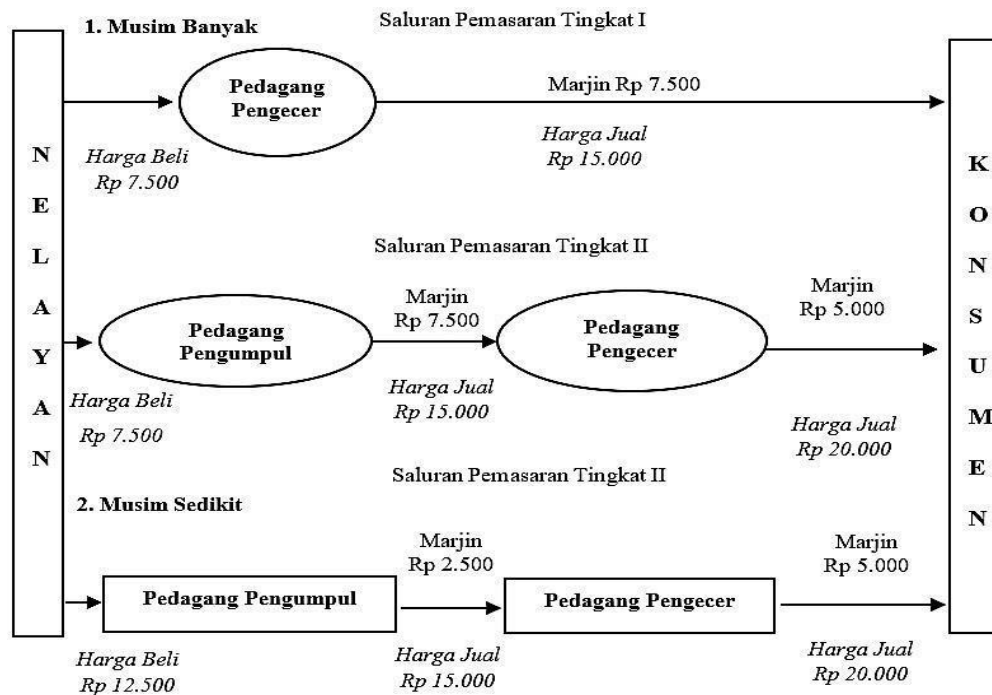 1. Musim Banyak
Saluran Pemasaran Tingkat I
Pedagang
Pengecer
Marjin Rp 7.500
Harga Beli
Rp 7.500
Harga Jual
Rp 15.000
NELAYAN
KONSUMEN
Saluran Pemasaran Tingkat II
Pedagang
Pengumpul
Marjin
Rp 7.500
Pedagang
Pengecer
Marjin
Rp 5.000
Harga Beli
Rp 7.500
Harga Jual
Rp 15.000
Harga Jual
Rp 20.000
Saluran Pemasaran Tingkat II
2. Musim Sedikit
Pedagang Pengumpul
Marjin
Rp 2.500
Pedagang Pengecer
Marjin
Rp 5.000
Harga Beli
Rp 12.500
Harga Jual
Rp 15.000
Harga Jual
Rp 20.000